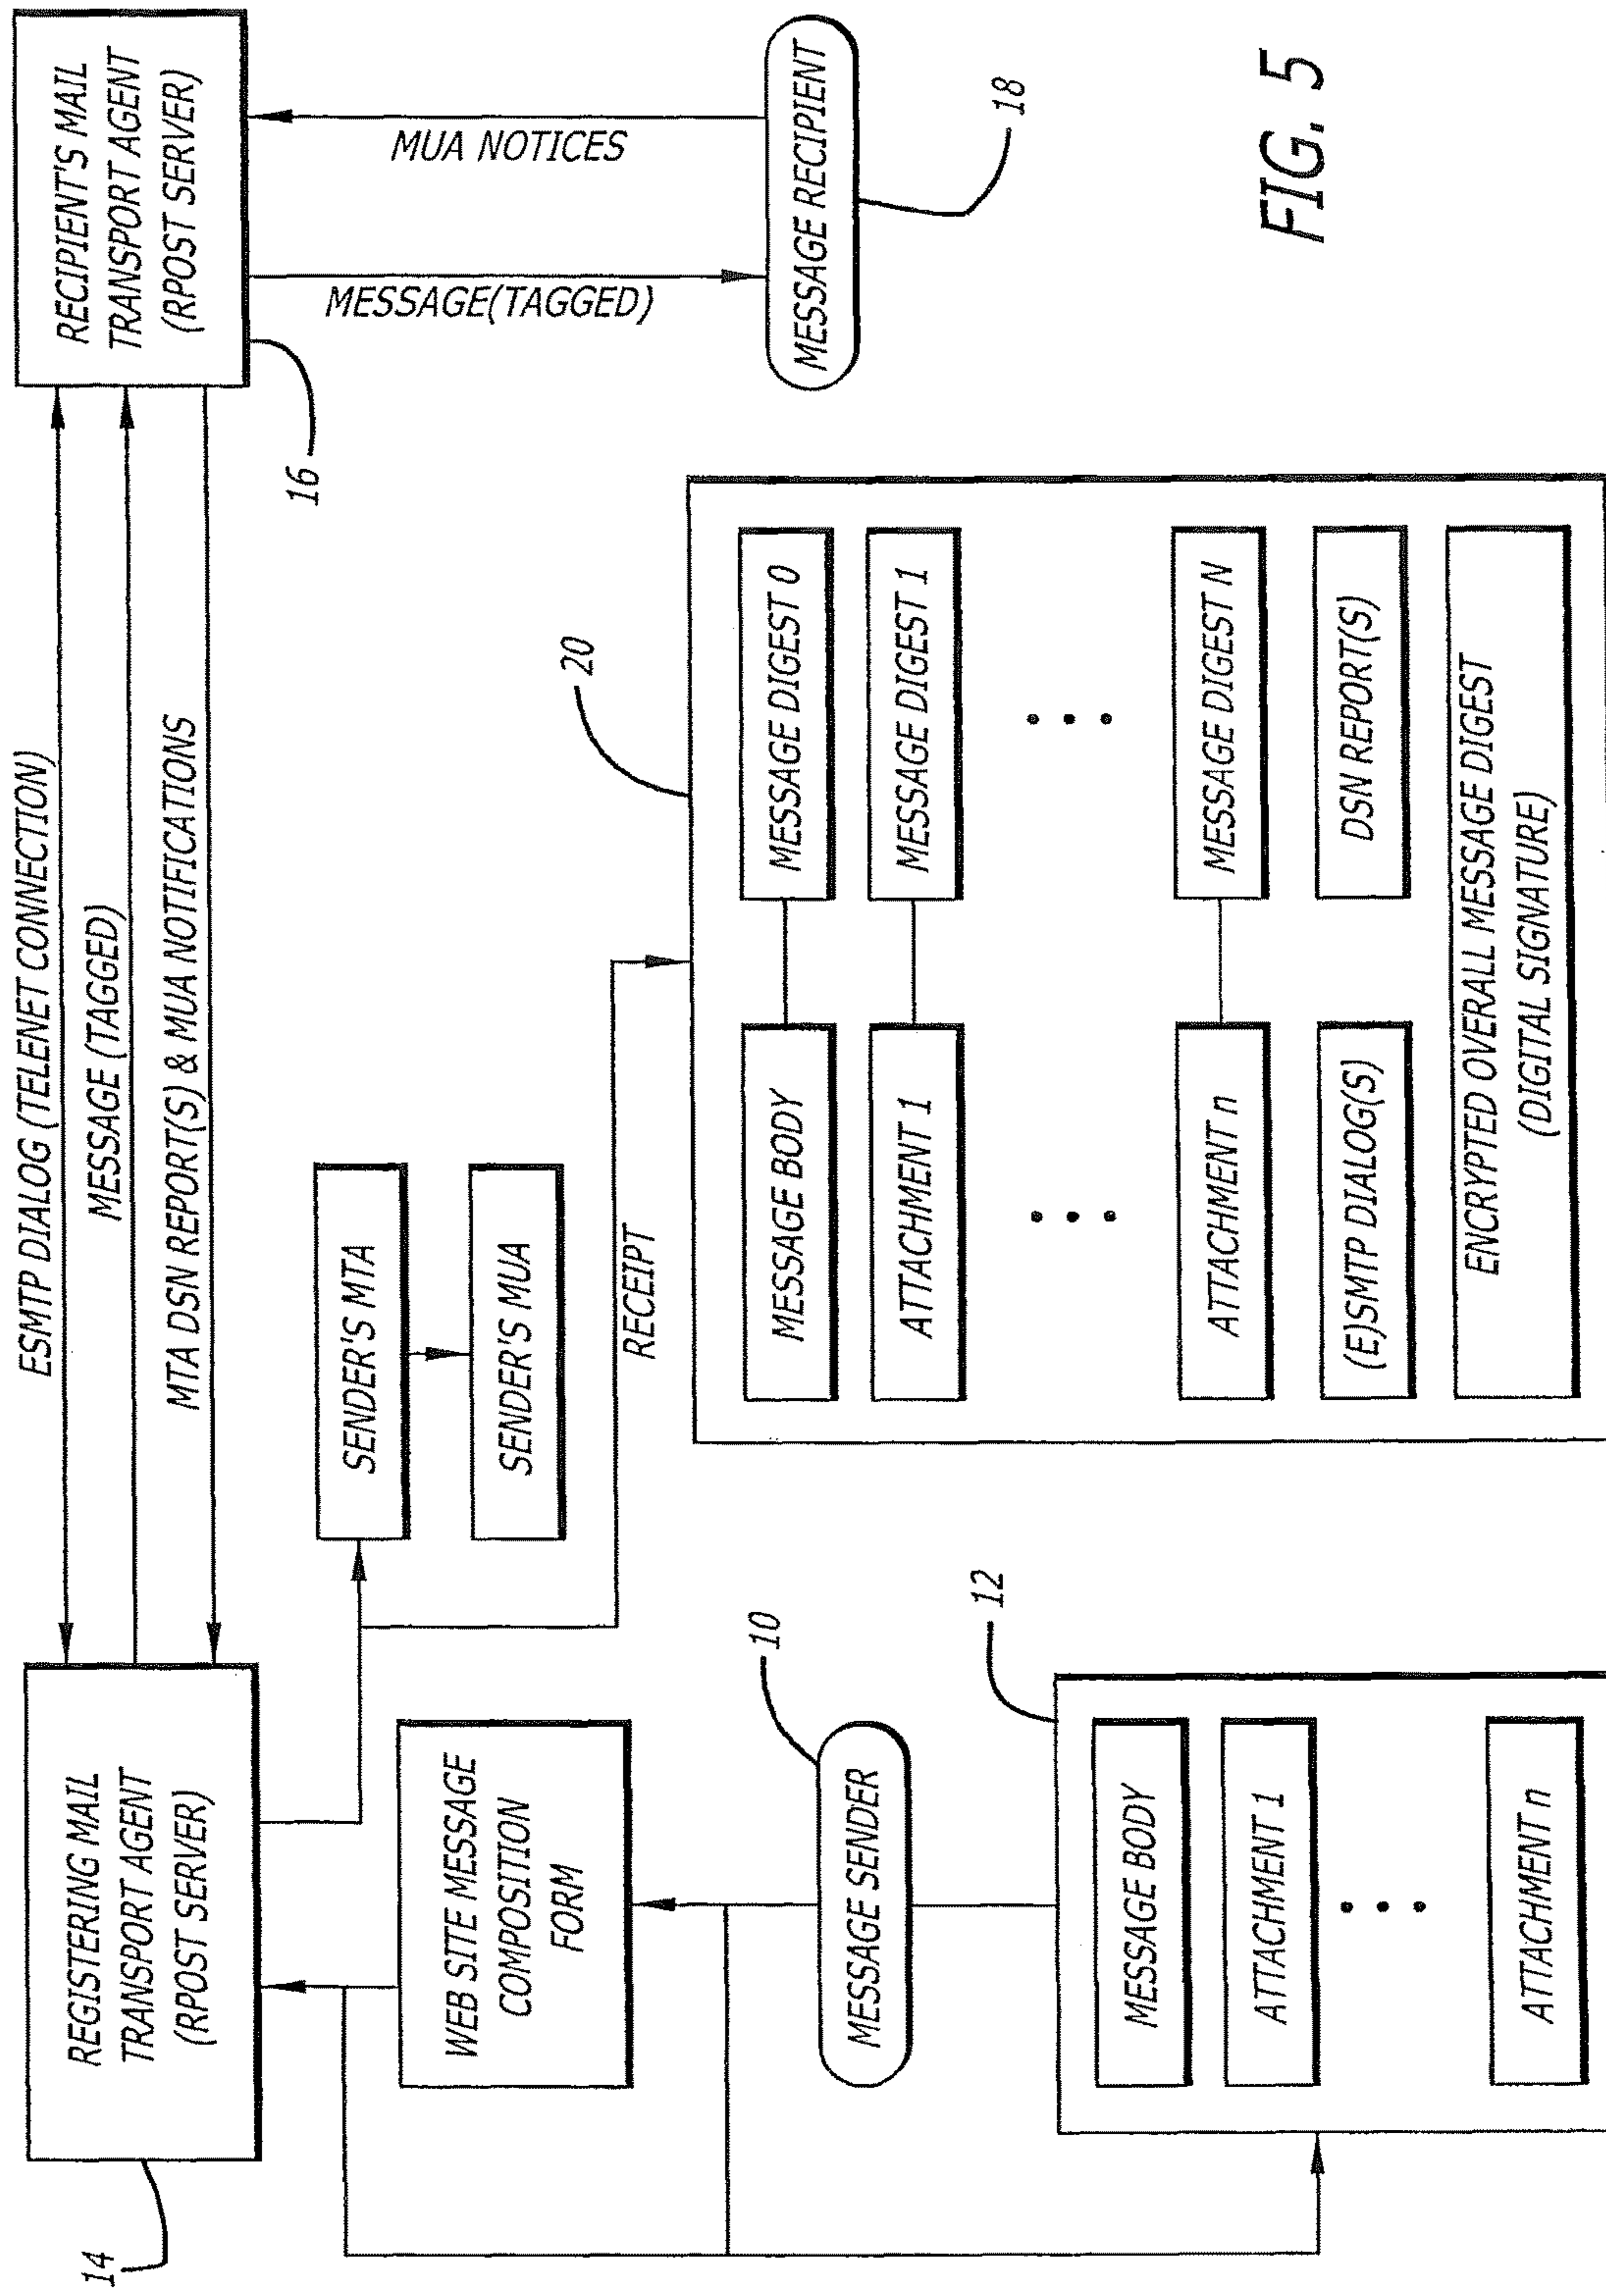 ESMTP DIALOG (TELENET CONNECTION)
MESSAGE (TAGGED)
MTA DSN REPORT(S) & MUA NOTIFICATIONS
14
REGISTERING MAIL
TRANSPORT AGENT
(RPOST SERVER)
RECIPIENT'S MAIL
TRANSPORT AGENT
(RPOST SERVER)
16
WEB SITE MESSAGE
COMPOSITION
FORM
SENDER'S MTA
SENDER'S MUA
RECEIPT
MESSAGE(TAGGED)
MUA NOTICES
10
MESSAGE SENDER
MESSAGE RECIPIENT
18
12
MESSAGE BODY
ATTACHMENT 1
ATTACHMENT n
20
MESSAGE BODY
MESSAGE DIGEST 0
ATTACHMENT 1
MESSAGE DIGEST 1
ATTACHMENT n
MESSAGE DIGEST N
(E)SMTP DIALOG(S)
DSN REPORT(S)
ENCRYPTED OVERALL MESSAGE DIGEST
(DIGITAL SIGNATURE)
FIG. 5